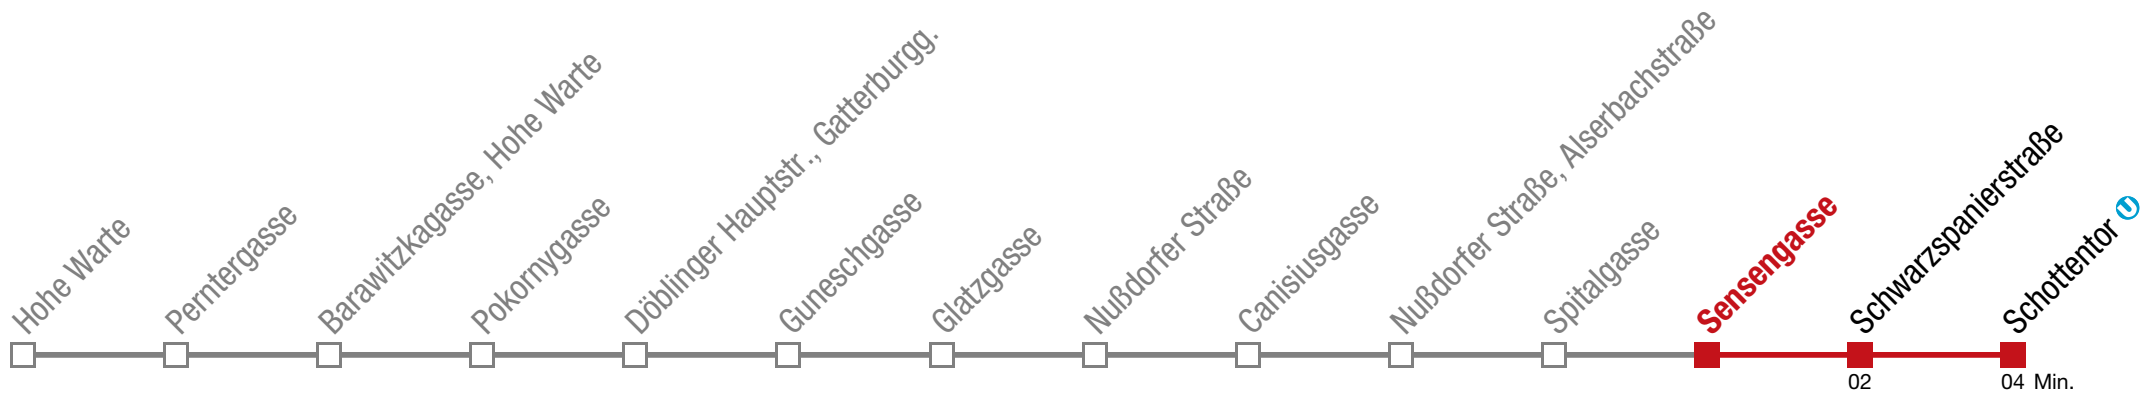 Hohe Warte
Perntergasse
Barawitzkagasse, Hohe Warte
Pokornygasse
Döblinger Hauptstr., Gatterburgg.
Guneschgasse
Glatzgasse
Nußdorfer Straße
Canisiusgasse
Nußdorfer Straße, Alserbachstraße
Spitalgasse
Sensengasse
Schwarzspanierstraße
Schottentor U
02
04 Min.